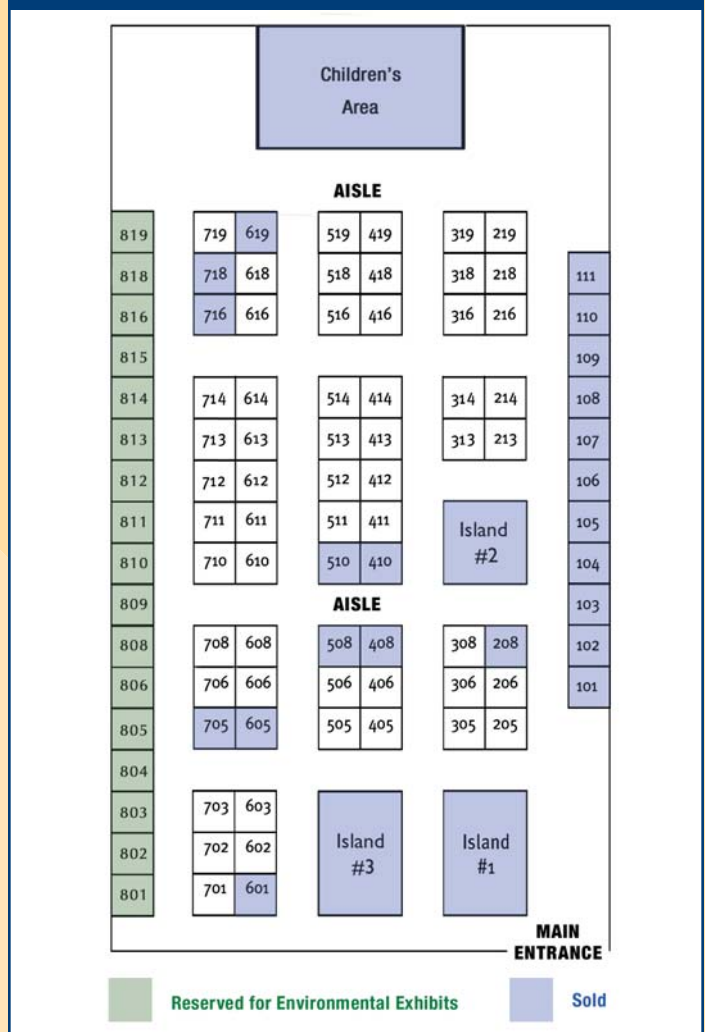 Children's
Area
AISLE
819 719 619 519 419 319 219
818 718 618 518 418 318 218 111
816 716 616 516 416 316 216 110
815 109
814 714 614 514 414 314 214 108
813 713 613 513 413 313 213 107
812 712 612 512 412 106
811 711 611 511 411 105
Island
#2
810 710 610 510 410 104
809 AISLE 103
808 708 608 508 408 308 208 102
806 706 606 506 406 306 206 101
805 705 605 505 405 305 205
804
803 703 603
802 702 602
801 701 601
Island
#3
Island
#1
MAIN
ENTRANCE
Reserved for Environmental Exhibits
Sold